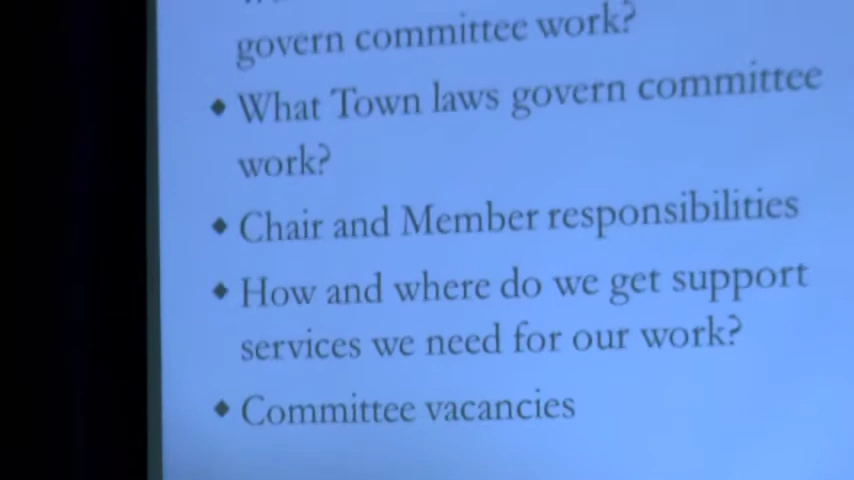 govern committee work?
◆ What Town laws govern committee
work?
◆ Chair and Member responsibilities
◆ How and where do we get support
services we need for our work?
◆ Committee vacancies